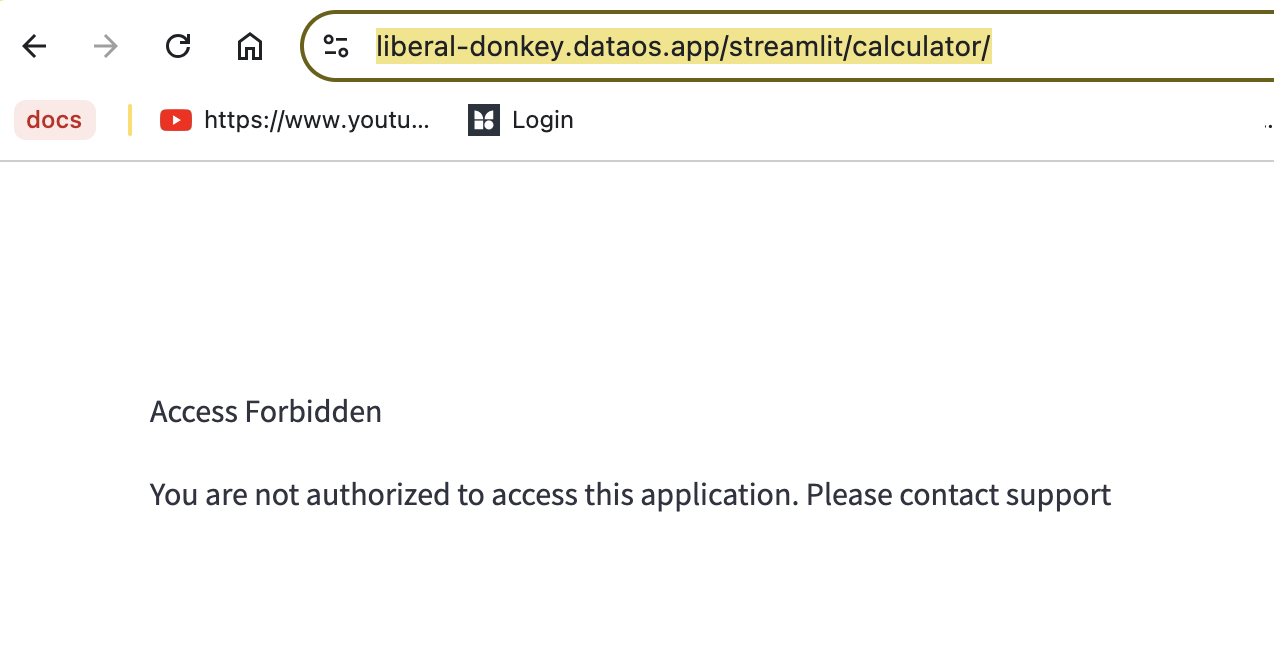 liberal-donkey.dataos.app/streamlit/calculator/
docs https://www.youtu... Login
Access Forbidden
You are not authorized to access this application. Please contact support